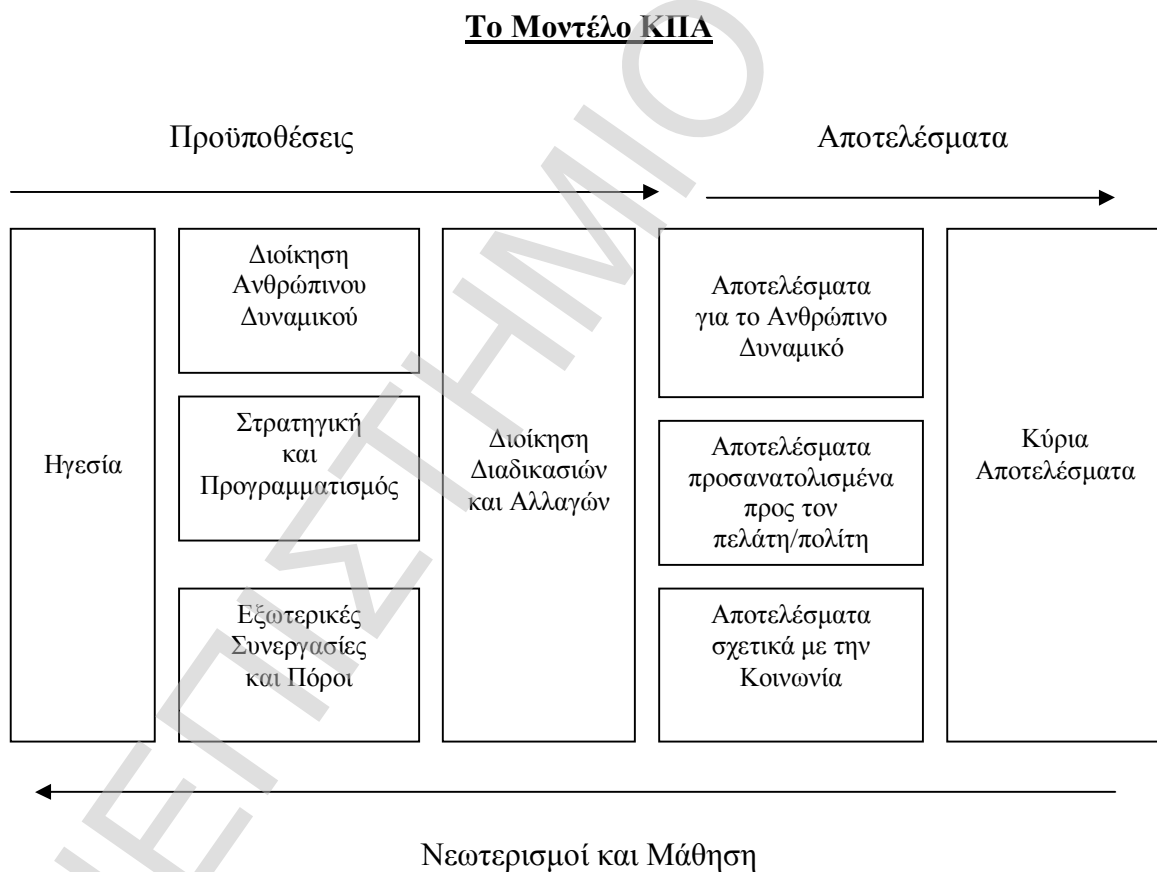 Το Μοντέλο ΚΠΑ
Προϋποθέσεις
Αποτελέσματα
Ηγεσία
Διοίκηση
Ανθρώπινου
Δυναμικού
Στρατηγική
και
Προγραμματισμός
Εξωτερικές
Συνεργασίες
και Πόροι
Διοίκηση
Διαδικασιών
και Αλλαγών
Αποτελέσματα
για το Ανθρώπινο
Δυναμικό
Αποτελέσματα
προσανατολισμένα
προς τον
πελάτη/πολίτη
Αποτελέσματα
σχετικά με την
Κοινωνία
Κύρια
Αποτελέσματα
Νεωτερισμοί και Μάθηση
ΝΕΠΙΣΤΗΜΙΟ